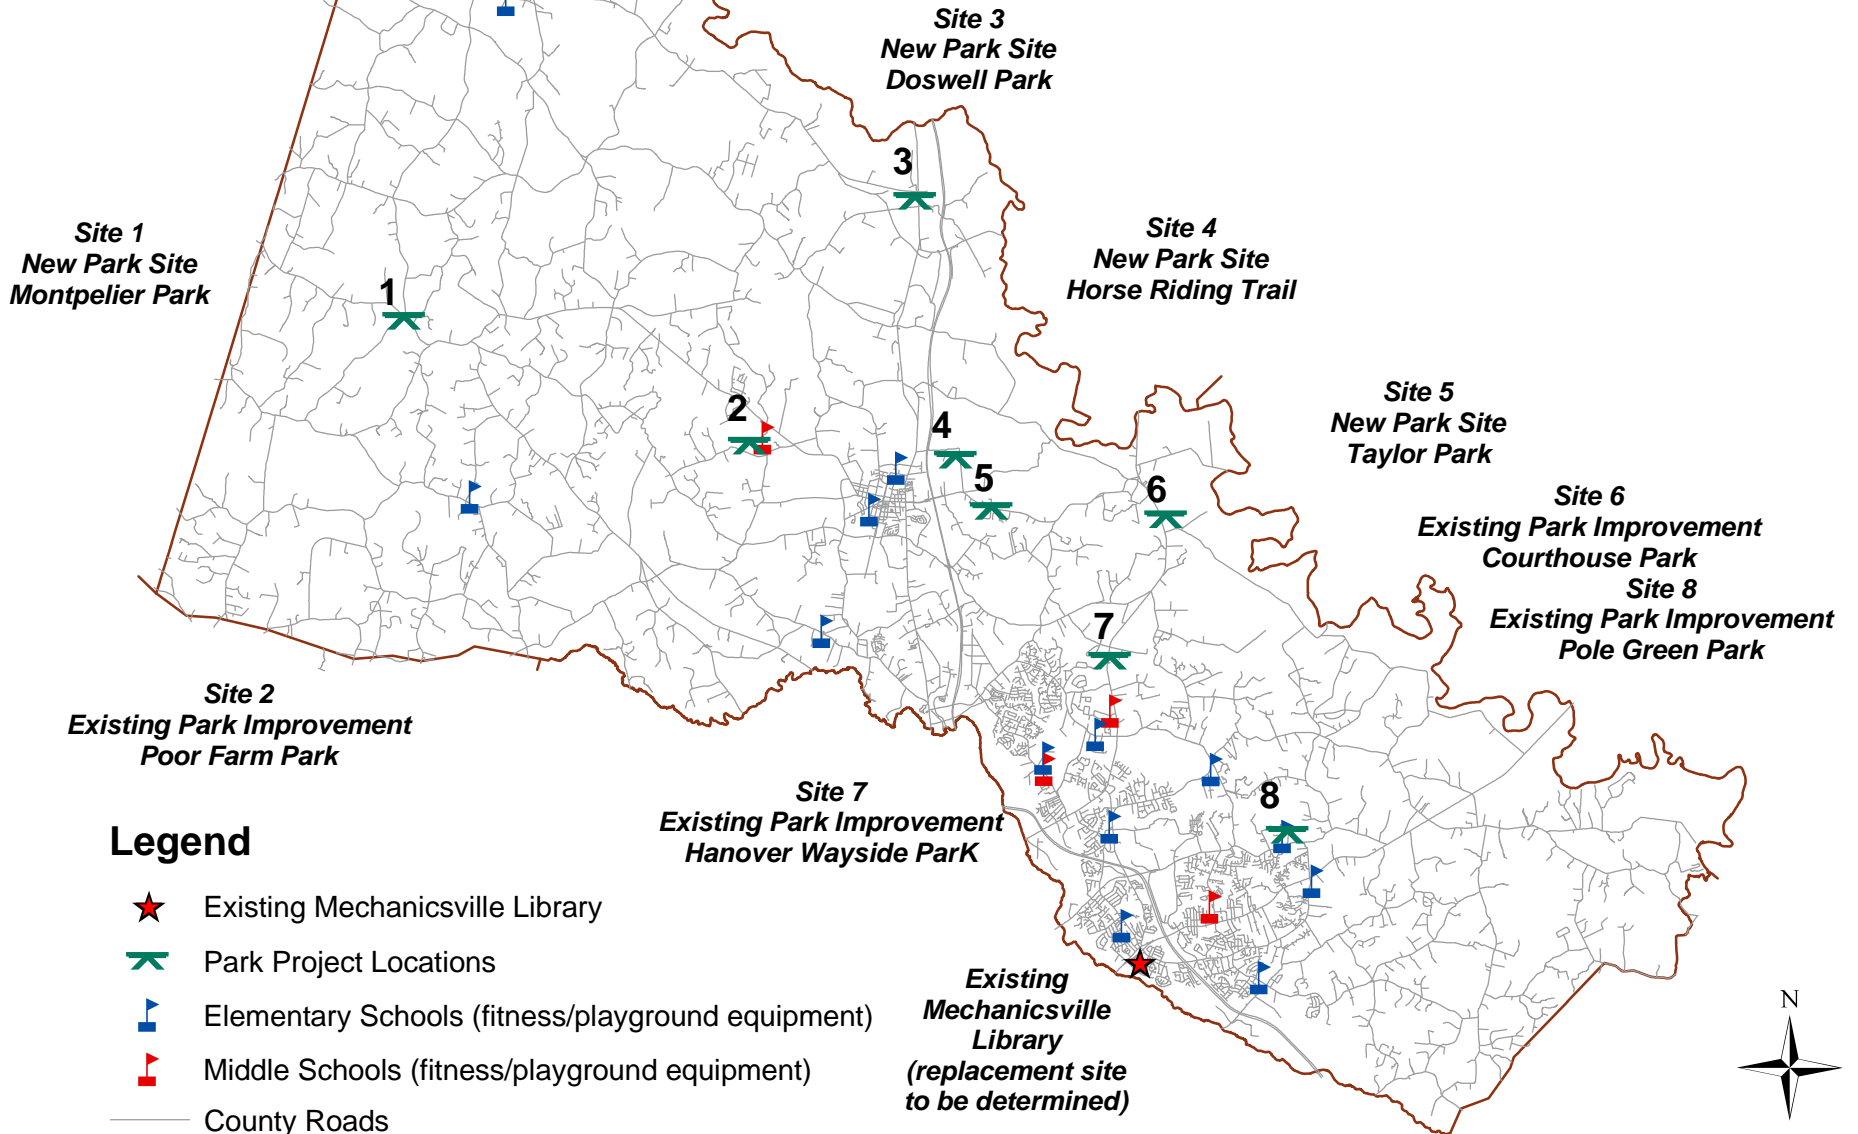 Site 3
New Park Site
Doswell Park
3
Site 1
New Park Site
Montpelier Park
1
Site 4
New Park Site
Horse Riding Trail
2
4
5
6
Site 5
New Park Site
Taylor Park
Site 6
Existing Park Improvement
Courthouse Park
Site 8
Existing Park Improvement
Pole Green Park
7
Site 2
Existing Park Improvement
Poor Farm Park
Site 7
Existing Park Improvement
Hanover Wayside ParK
8
Legend
Existing Mechanicsville Library
Park Project Locations
Elementary Schools (fitness/playground equipment)
Middle Schools (fitness/playground equipment)
County Roads
Existing
Mechanicsville
Library
(replacement site
to be determined)
N